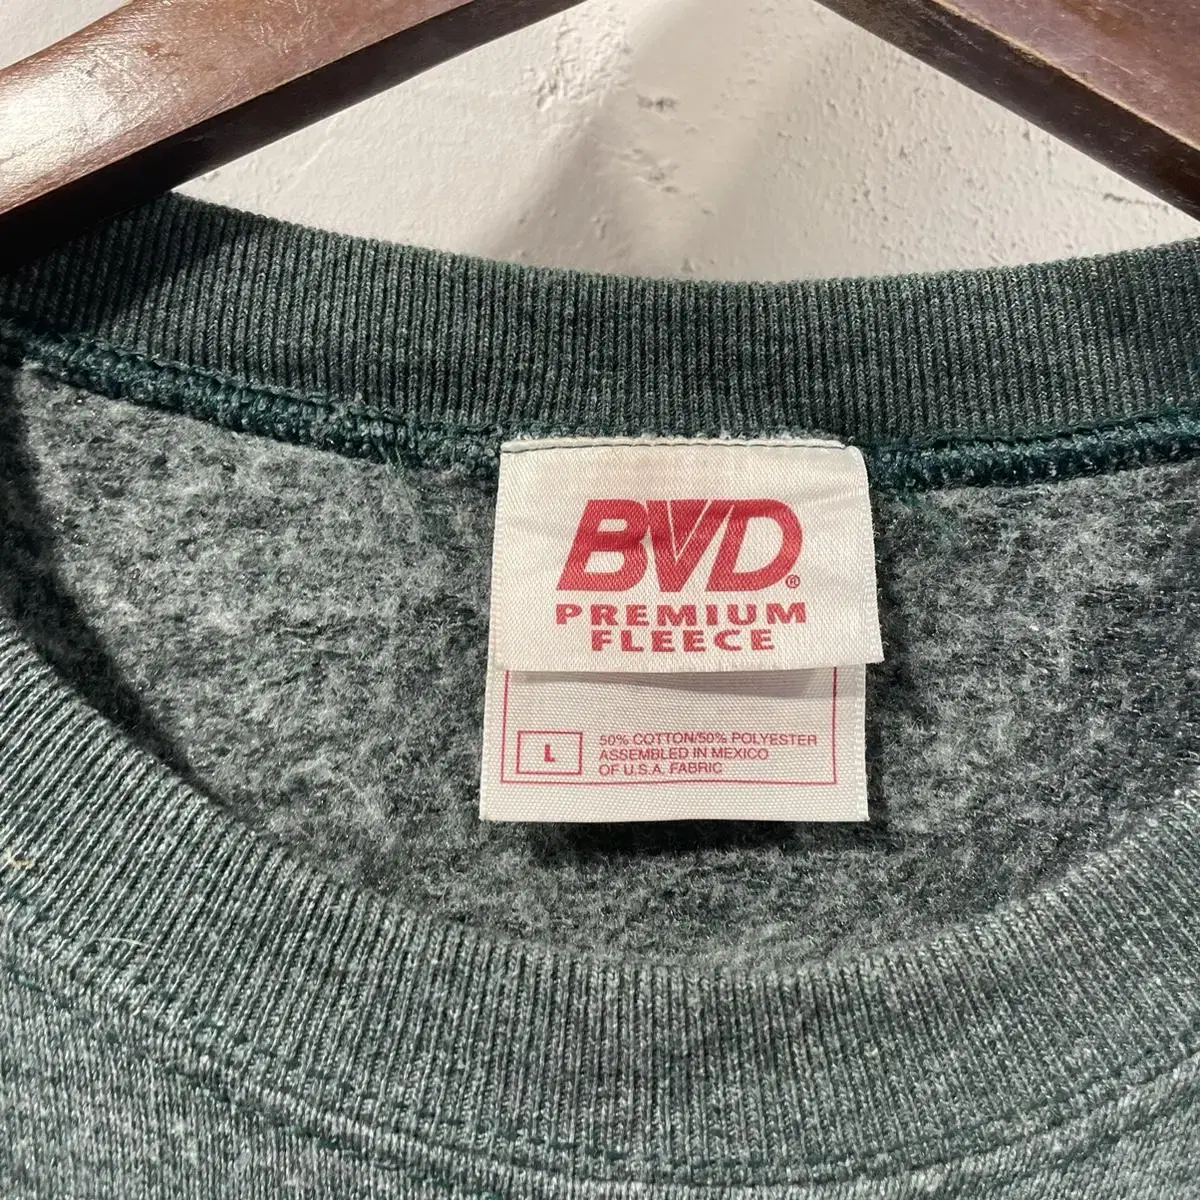 BVD®
PREMIUM
FLEECE
L
50% COTTON/50% POLYESTER
ASSEMBLED IN MEXICO
OF U.S.A. FABRIC